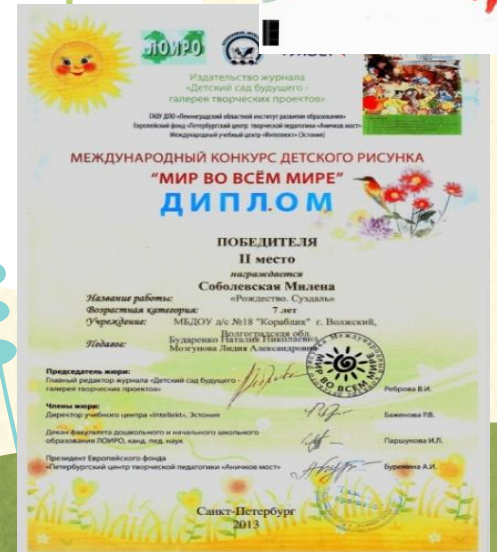 ЛОИРО
Издательство журнала
«Детский сад будущего -
галерея творческих проектов»
ГАОУ ДПО «Ленинградский областной институт развития образования»
Европейский фонд «Петербургский центр творческой педагогики «Аничков мост»
Международный учебный центр «Интеллект» (Эстония)
МЕЖДУНАРОДНЫЙ КОНКУРС ДЕТСКОГО РИСУНКА
"МИР ВО ВСЁМ МИРЕ"
ДИПЛОМ
ПОБЕДИТЕЛЯ
II место
награждается
Соболевская Милена
Название работы: «Рождество. Суздаль»
Возрастная категория: 7 лет
Учреждение: МБДОУ д/с №18 "Кораблик" г. Волжский,
Волгоградская обл.
Педагог: Бударенко Наталия Николаевна
Мозгунова Лидия Александровна
Председатель жюри:
Главный редактор журнала «Детский сад будущего -
галерея творческих проектов» Реброва В.И.
Члены жюри:
Директор учебного центра «Intellekt», Эстония Баженова Р.В.
Декан факультета дошкольного и начального школьного
образования ЛОИРО, канд. пед. наук Паршукова И.Л.
Президент Европейского фонда
«Петербургский центр творческой педагогики «Аничков мост» Буренина А.И.
Санкт-Петербург
2013